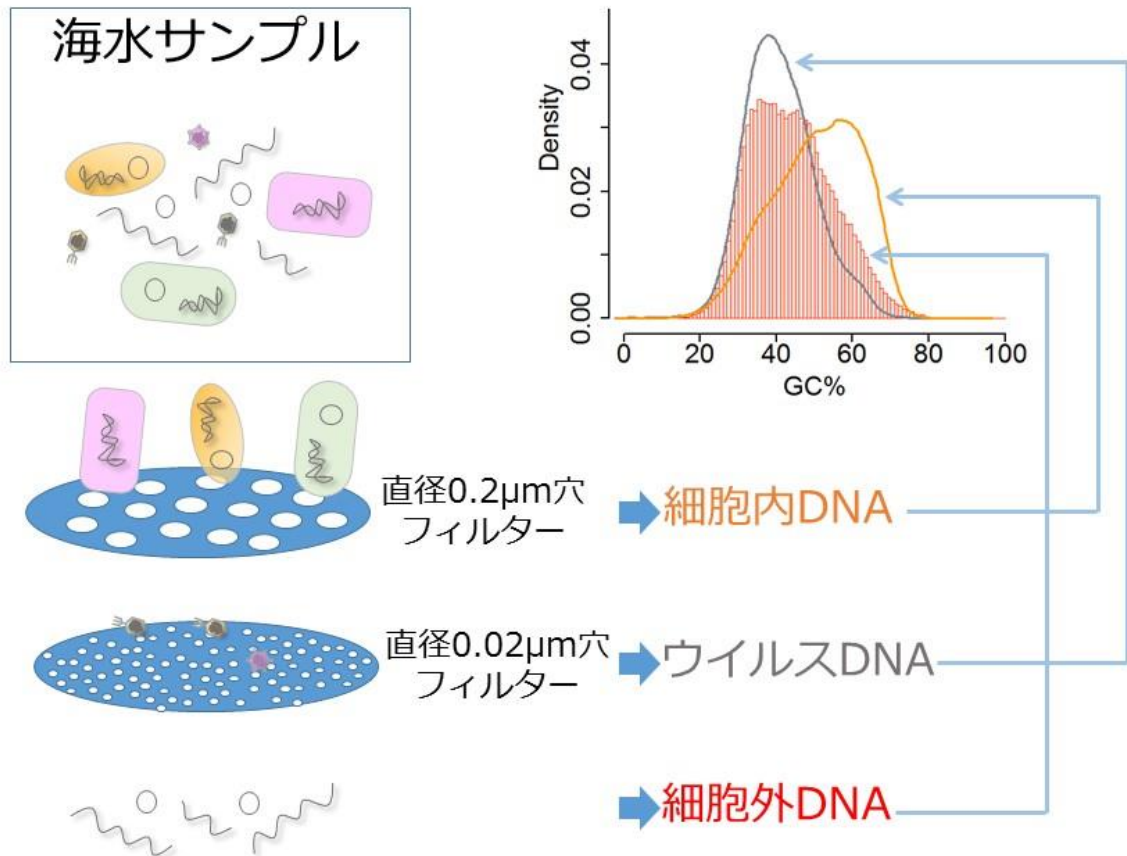 海水サンプル
Density
0.04
0.02
0.00
0 20 40 60 80 100
GC%
直径0.2μm穴
フィルター
細胞内DNA
直径0.02μm穴
フィルター
ウイルスDNA
細胞外DNA